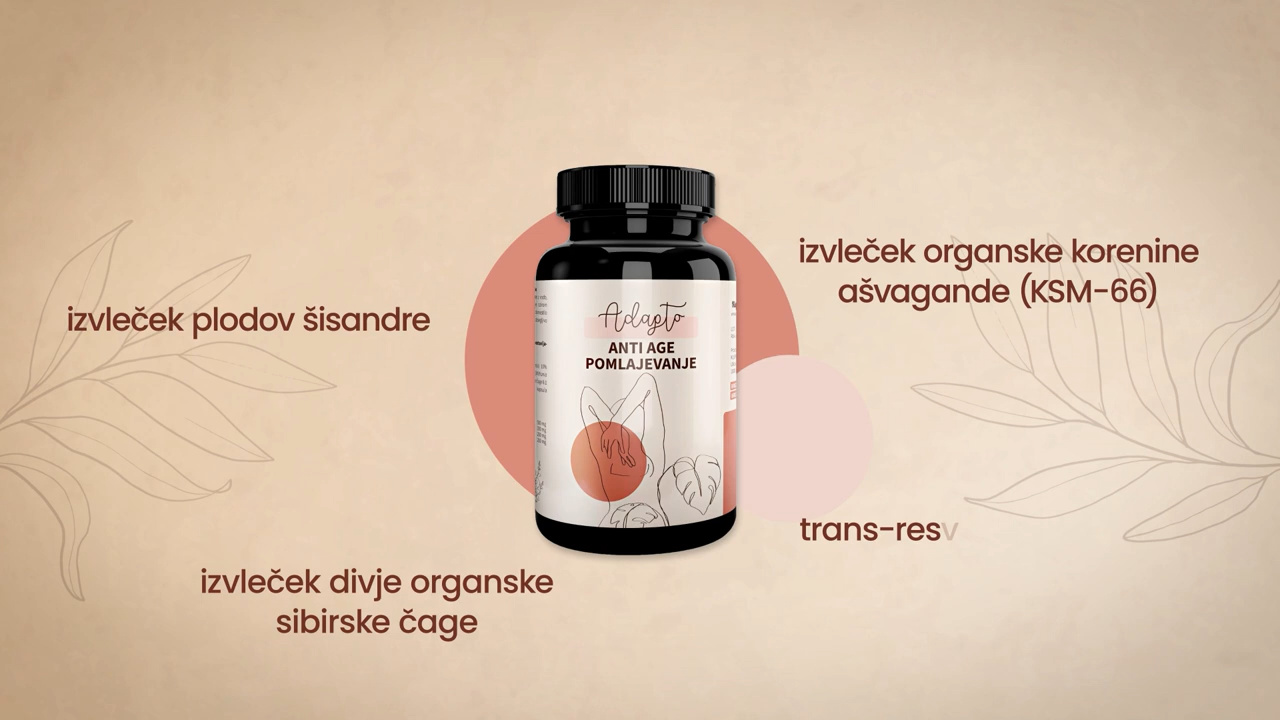 izvleček organske korenine
ašvagande (KSM-66)
izvleček plodov šisandre
Adapto
ANTI AGE
POMLAJEVANJE
trans-resv
izvleček divje organske
sibirske čage